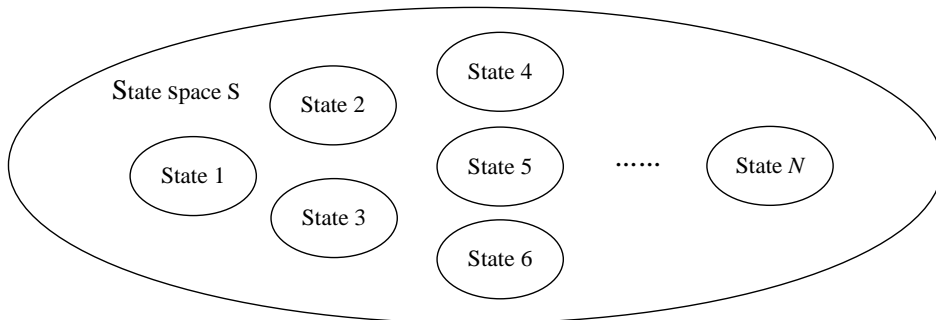 State space S
State 1
State 2
State 3
State 4
State 5
State 6
......
State N